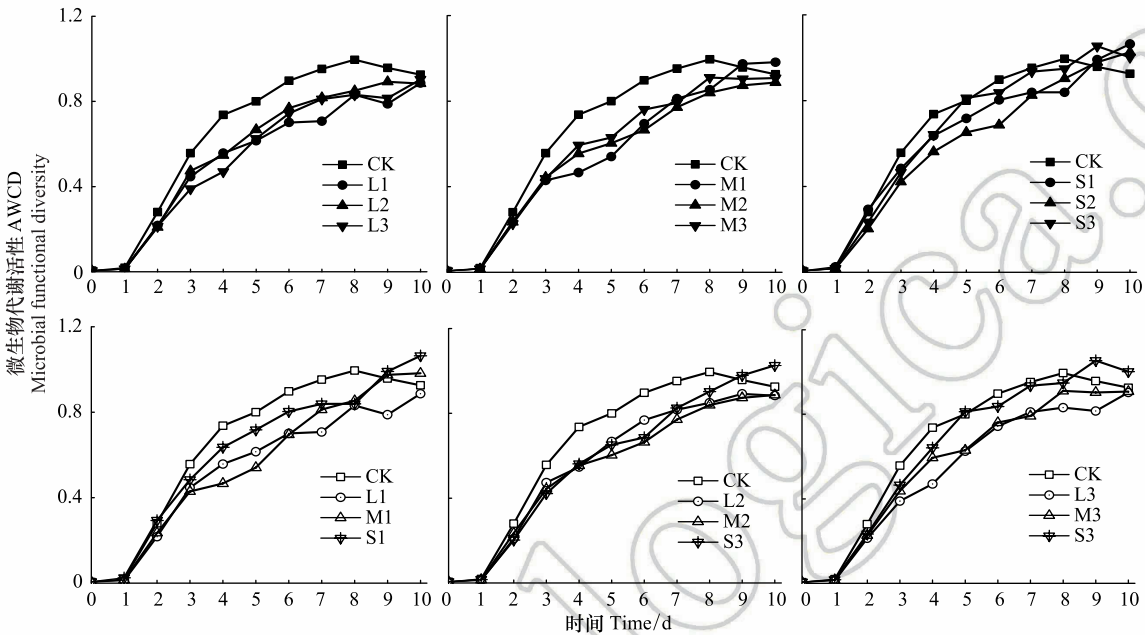 1.2
0.8
0.4
0
0 1 2 3 4 5 6 7 8 9 10
CK
L1
L2
L3
0 1 2 3 4 5 6 7 8 9 10
CK
M1
M2
M3
0 1 2 3 4 5 6 7 8 9 10
CK
S1
S2
S3
微生物代谢活性 AWCD
Microbial functional diversity
1.2
0.8
0.4
0
0 1 2 3 4 5 6 7 8 9 10
CK
L1
M1
S1
0 1 2 3 4 5 6 7 8 9 10
CK
L2
M2
S3
0 1 2 3 4 5 6 7 8 9 10
CK
L3
M3
S3
时间 Time/d
logica.